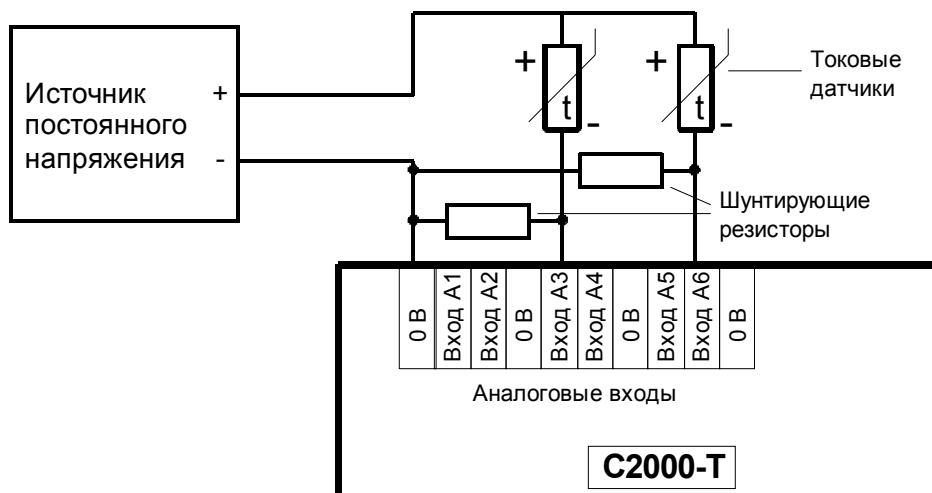 Источник
постоянного
напряжения
+
-
+
t
-
+
t
-
Токовые
датчики
Шунтирующие
резисторы
0 В
Вход А1
Вход А2
0 В
Вход А3
Вход А4
0 В
Вход А5
Вход А6
0 В
Аналоговые входы
С2000-Т